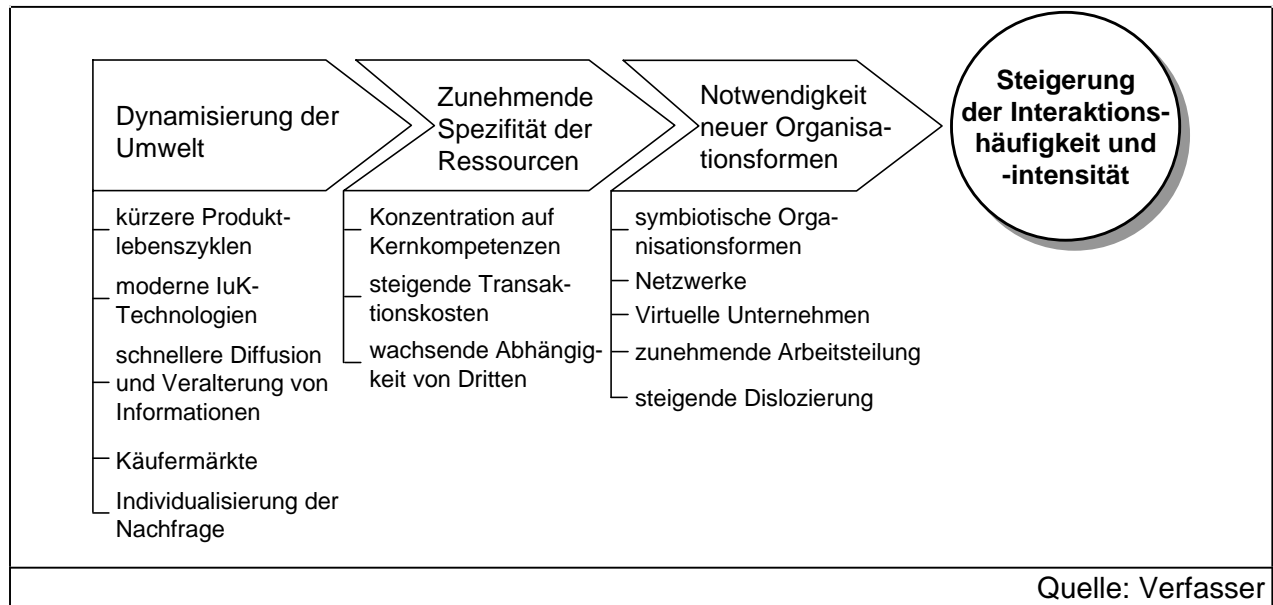 Dynamisierung der
Umwelt
kürzere Produkt-
lebenszyklen
moderne IuK-
Technologien
schnellere Diffusion
und Veralterung von
Informationen
Käufermärkte
Individualisierung der
Nachfrage
Zunehmende
Spezifität der
Ressourcen
Konzentration auf
Kernkompetenzen
steigende Transak-
tionskosten
wachsende Abhängig-
keit von Dritten
Notwendigkeit
neuer Organisa-
tionsformen
symbiotische Orga-
nisationsformen
Netzwerke
Virtuelle Unternehmen
zunehmende Arbeitsteilung
steigende Dislozierung
Steigerung
der Interaktions-
häufigkeit und
-intensität
Quelle: Verfasser